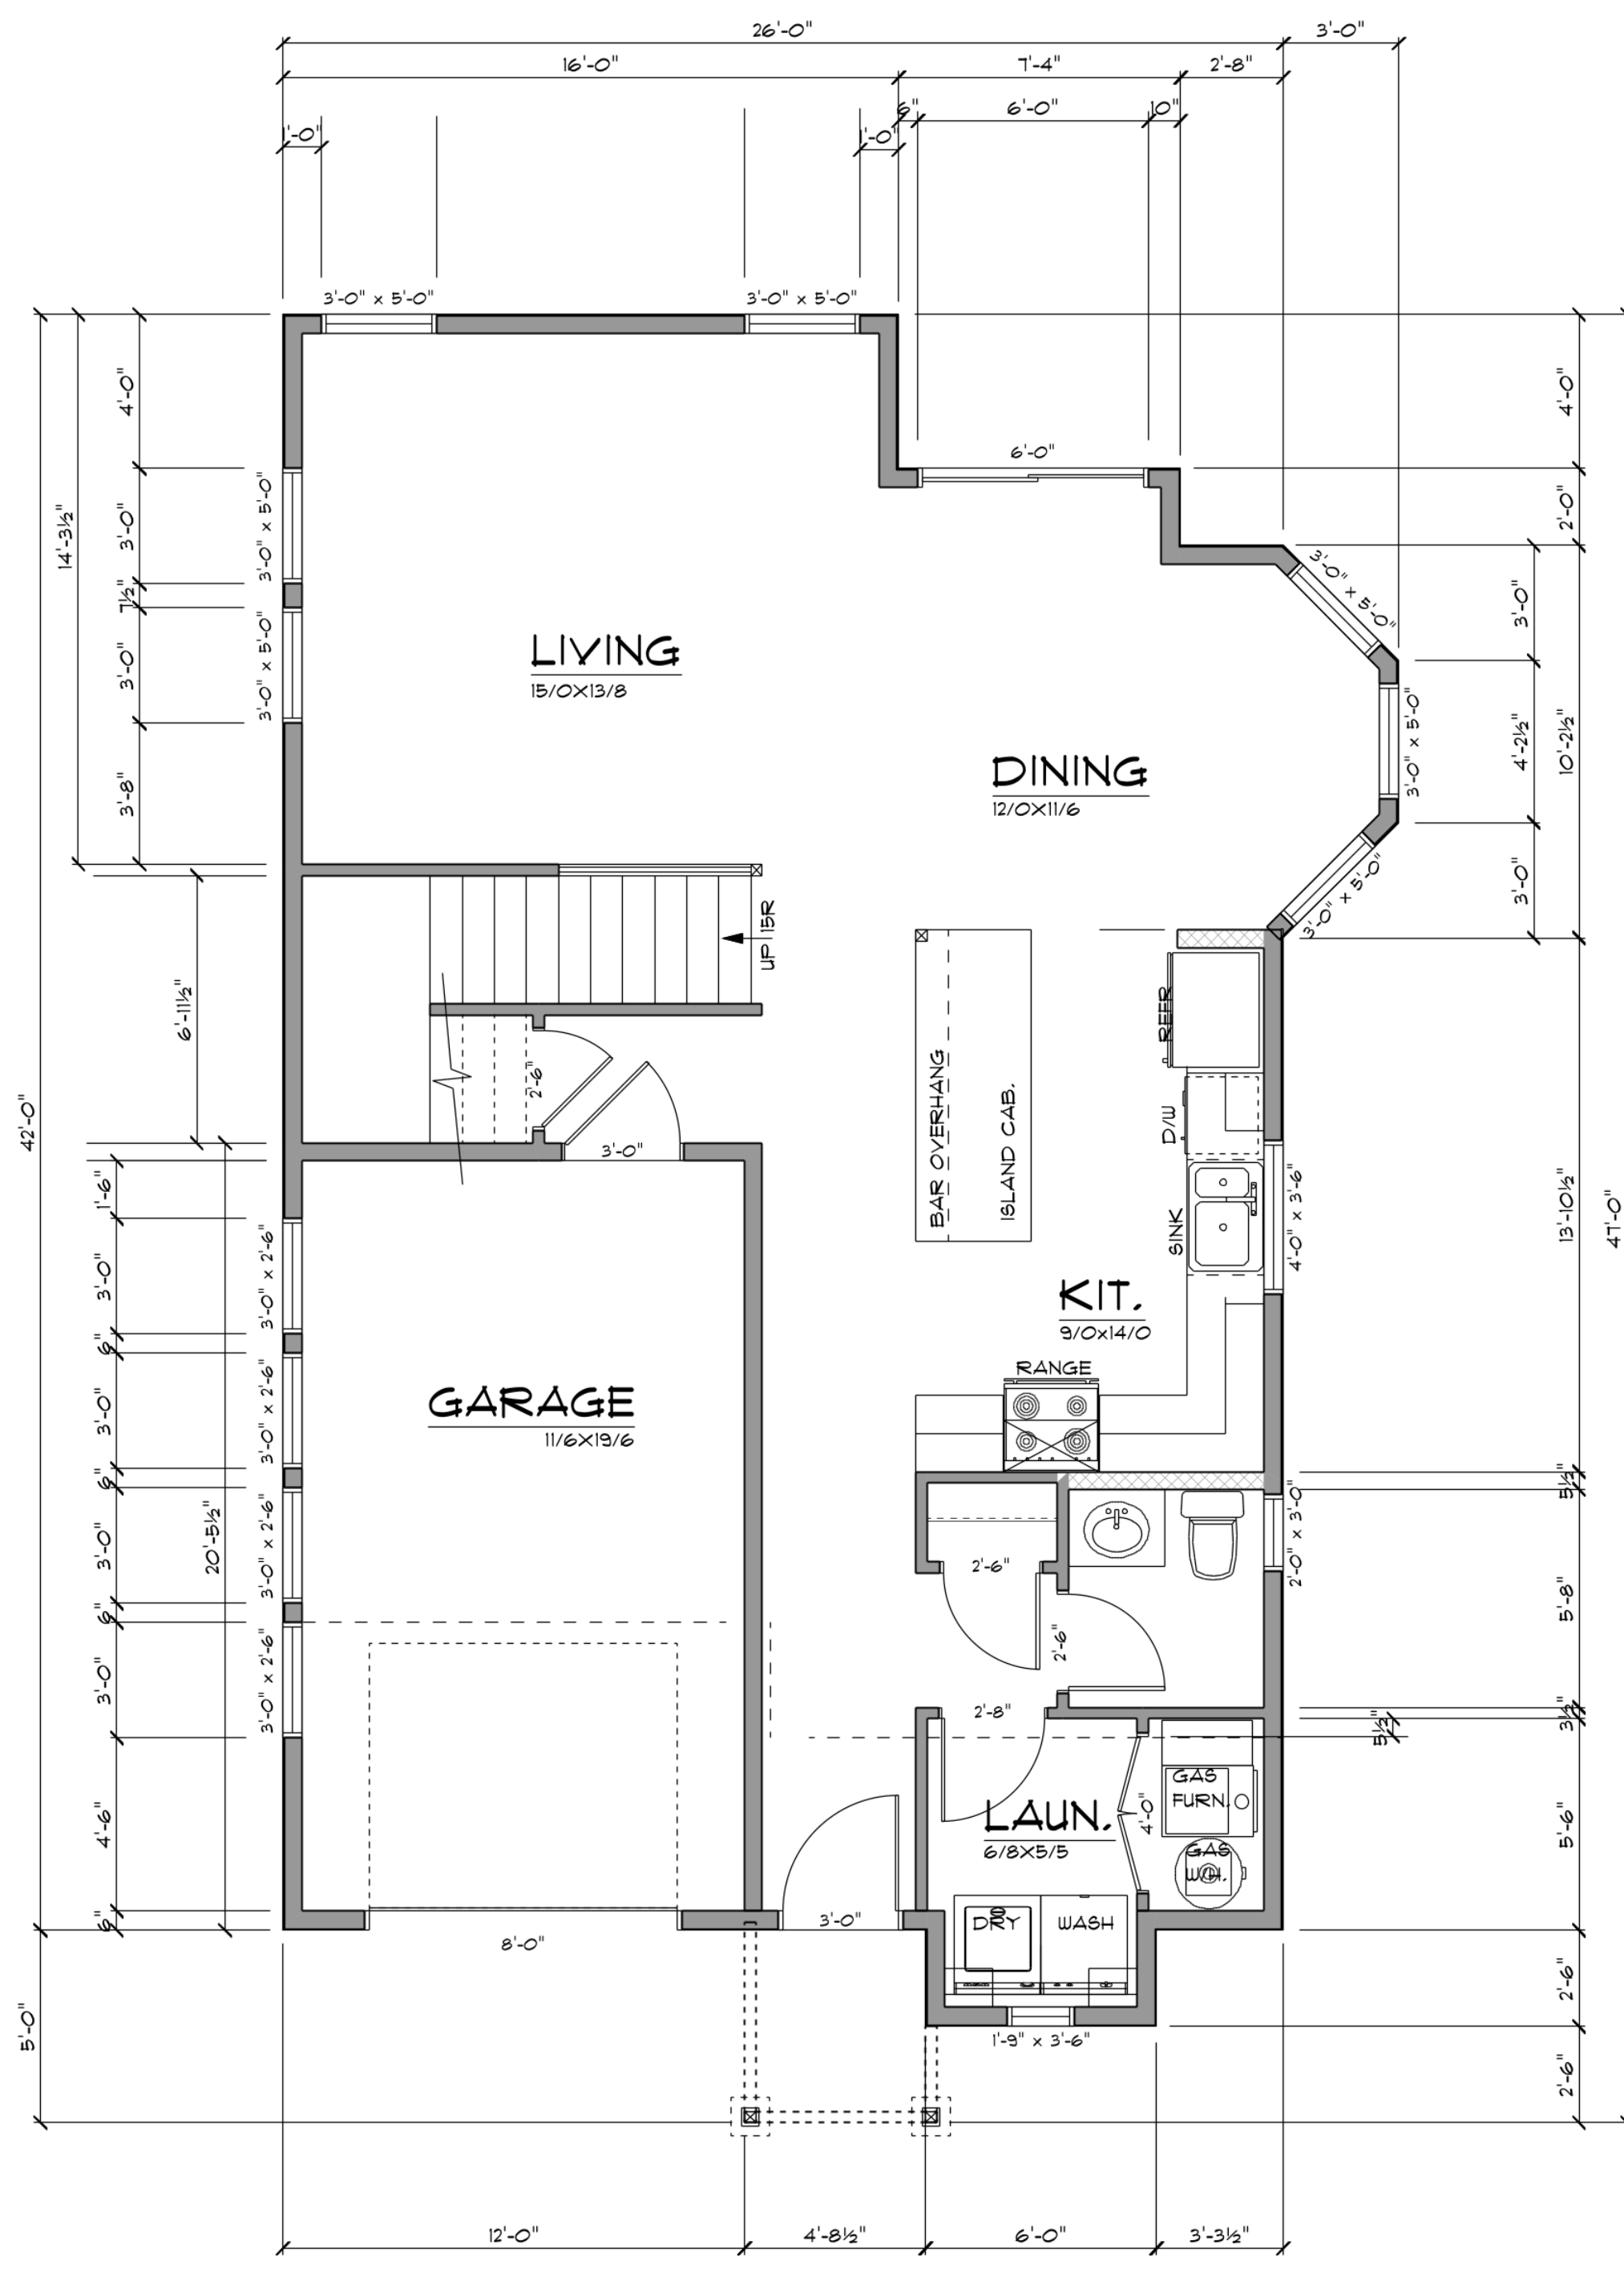 26'-0"
3'-0"
16'-0"
7'-4"
2'-8"
6"
6'-0"
10"
1'-0"
1'-0"
3'-0" x 5'-0"
3'-0" x 5'-0"
6'-0"
4'-0"
3'-0"
7½"
3'-0"
3'-8"
14'-3½"
3'-0" x 5'-0"
3'-0" x 5'-0"
LIVING
15/0X13/8
DINING
12/0X11/6
3'-0" x 5'-0"
3'-0" x 5'-0"
3'-0" x 5'-0"
4'-0"
2'-0"
3'-0"
4'-2½"
3'-0"
10'-2½"
UP 15R
6'-11½"
42'-0"
2'-6"
3'-0"
BAR OVERHANG
ISLAND CAB.
REFR
D/W
SINK
4'-0" x 3'-6"
13'-10½"
47'-0"
KIT.
9/0x14/0
RANGE
1'-6"
3'-0"
6"
3'-0"
6"
3'-0"
6"
3'-0"
4'-6"
6"
20'-5½"
3'-0" x 2'-6"
3'-0" x 2'-6"
3'-0" x 2'-6"
3'-0" x 2'-6"
GARAGE
11/6X19/6
2'-6"
2'-6"
2'-8"
2'-0" x 3'-0"
5½"
5'-8"
3½"
5½"
5'-6"
LAUN.
6/8X5/5
4'-0"
GAS
FURN.
GAS
W.H.
DRY
WASH
3'-0"
8'-0"
1'-9" x 3'-6"
2'-6"
2'-6"
5'-0"
12'-0"
4'-8½"
6'-0"
3'-3½"